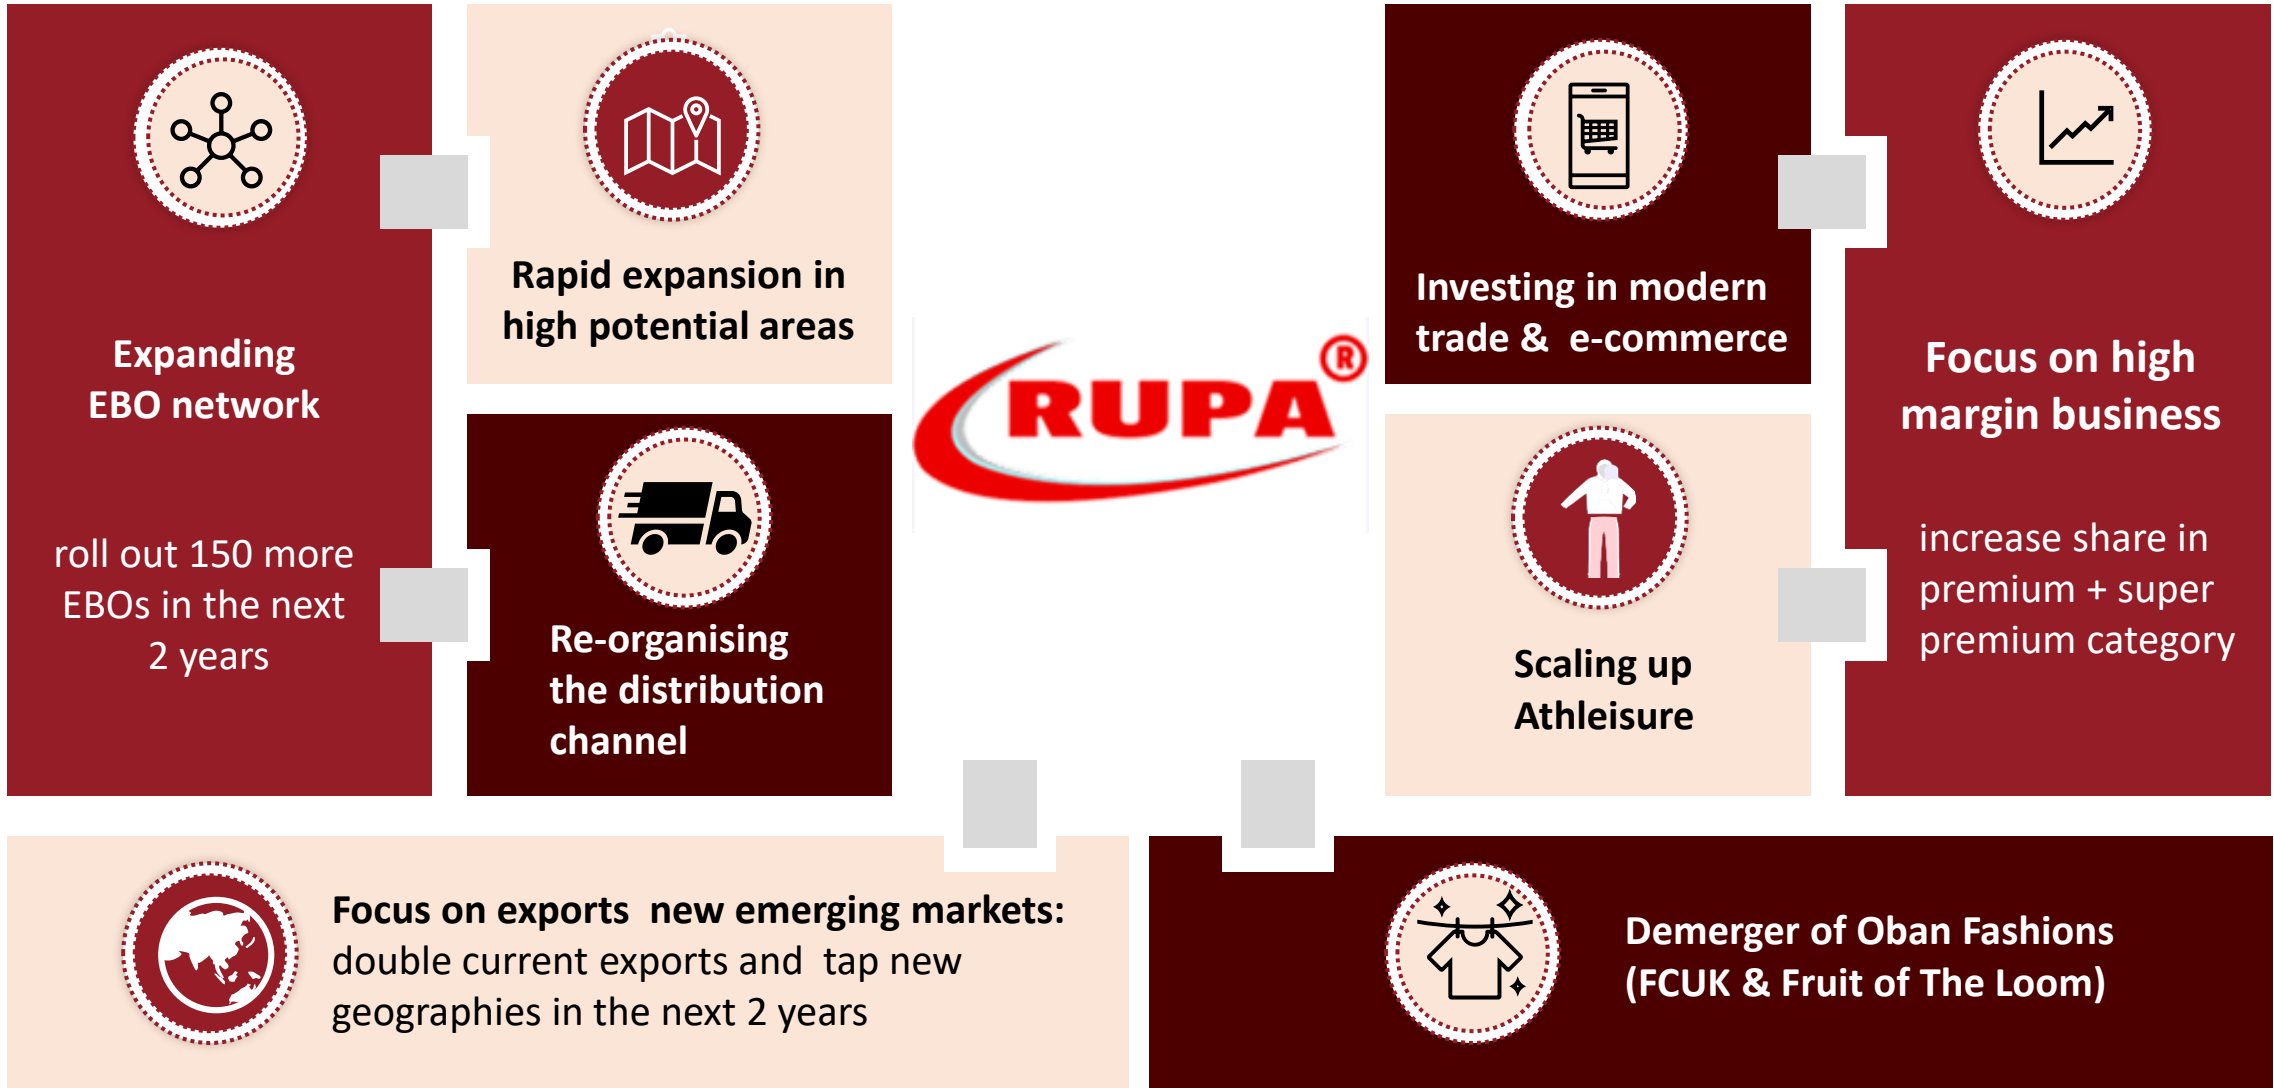 Expanding
EBO network
roll out 150 more
EBOs in the next
2 years
Rapid expansion in
high potential areas
Re-organising
the distribution
channel
RUPA®
Investing in modern
trade & e-commerce
Scaling up
Athleisure
Focus on high
margin business
increase share in
premium + super
premium category
Focus on exports new emerging markets:
double current exports and tap new
geographies in the next 2 years
Demerger of Oban Fashions
(FCUK & Fruit of The Loom)